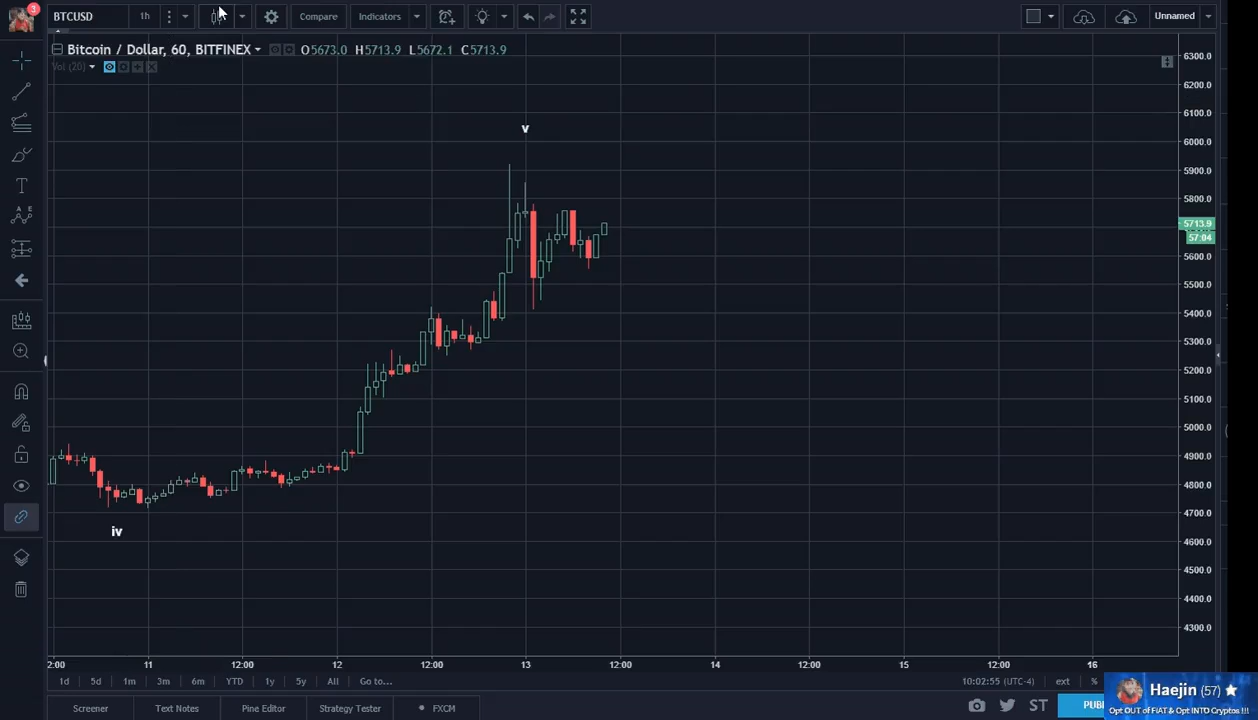 3
BTCUSD 1h Compare Indicators Unnamed
Bitcoin / Dollar, 60, BITFINEX O5673.0 H5713.9 L5672.1 C5713.9
Vol (20)
6300.0
6200.0
6100.0
6000.0
5900.0
5800.0
5713.9
57:04
5600.0
5500.0
5400.0
5300.0
5200.0
5100.0
5000.0
4900.0
4800.0
4700.0
4600.0
4500.0
4400.0
4300.0
v
iv
2:00 11 12:00 12 12:00 13 12:00 14 12:00 15 12:00 16
1d 5d 1m 3m 6m YTD 1y 5y All Go to... 10:02:55 (UTC-4) ext %
Screener Text Notes Pine Editor Strategy Tester FXCM ST PUBL
Haejin (57)
Opt OUT of FiAT & Opt INTO Cryptos !!!